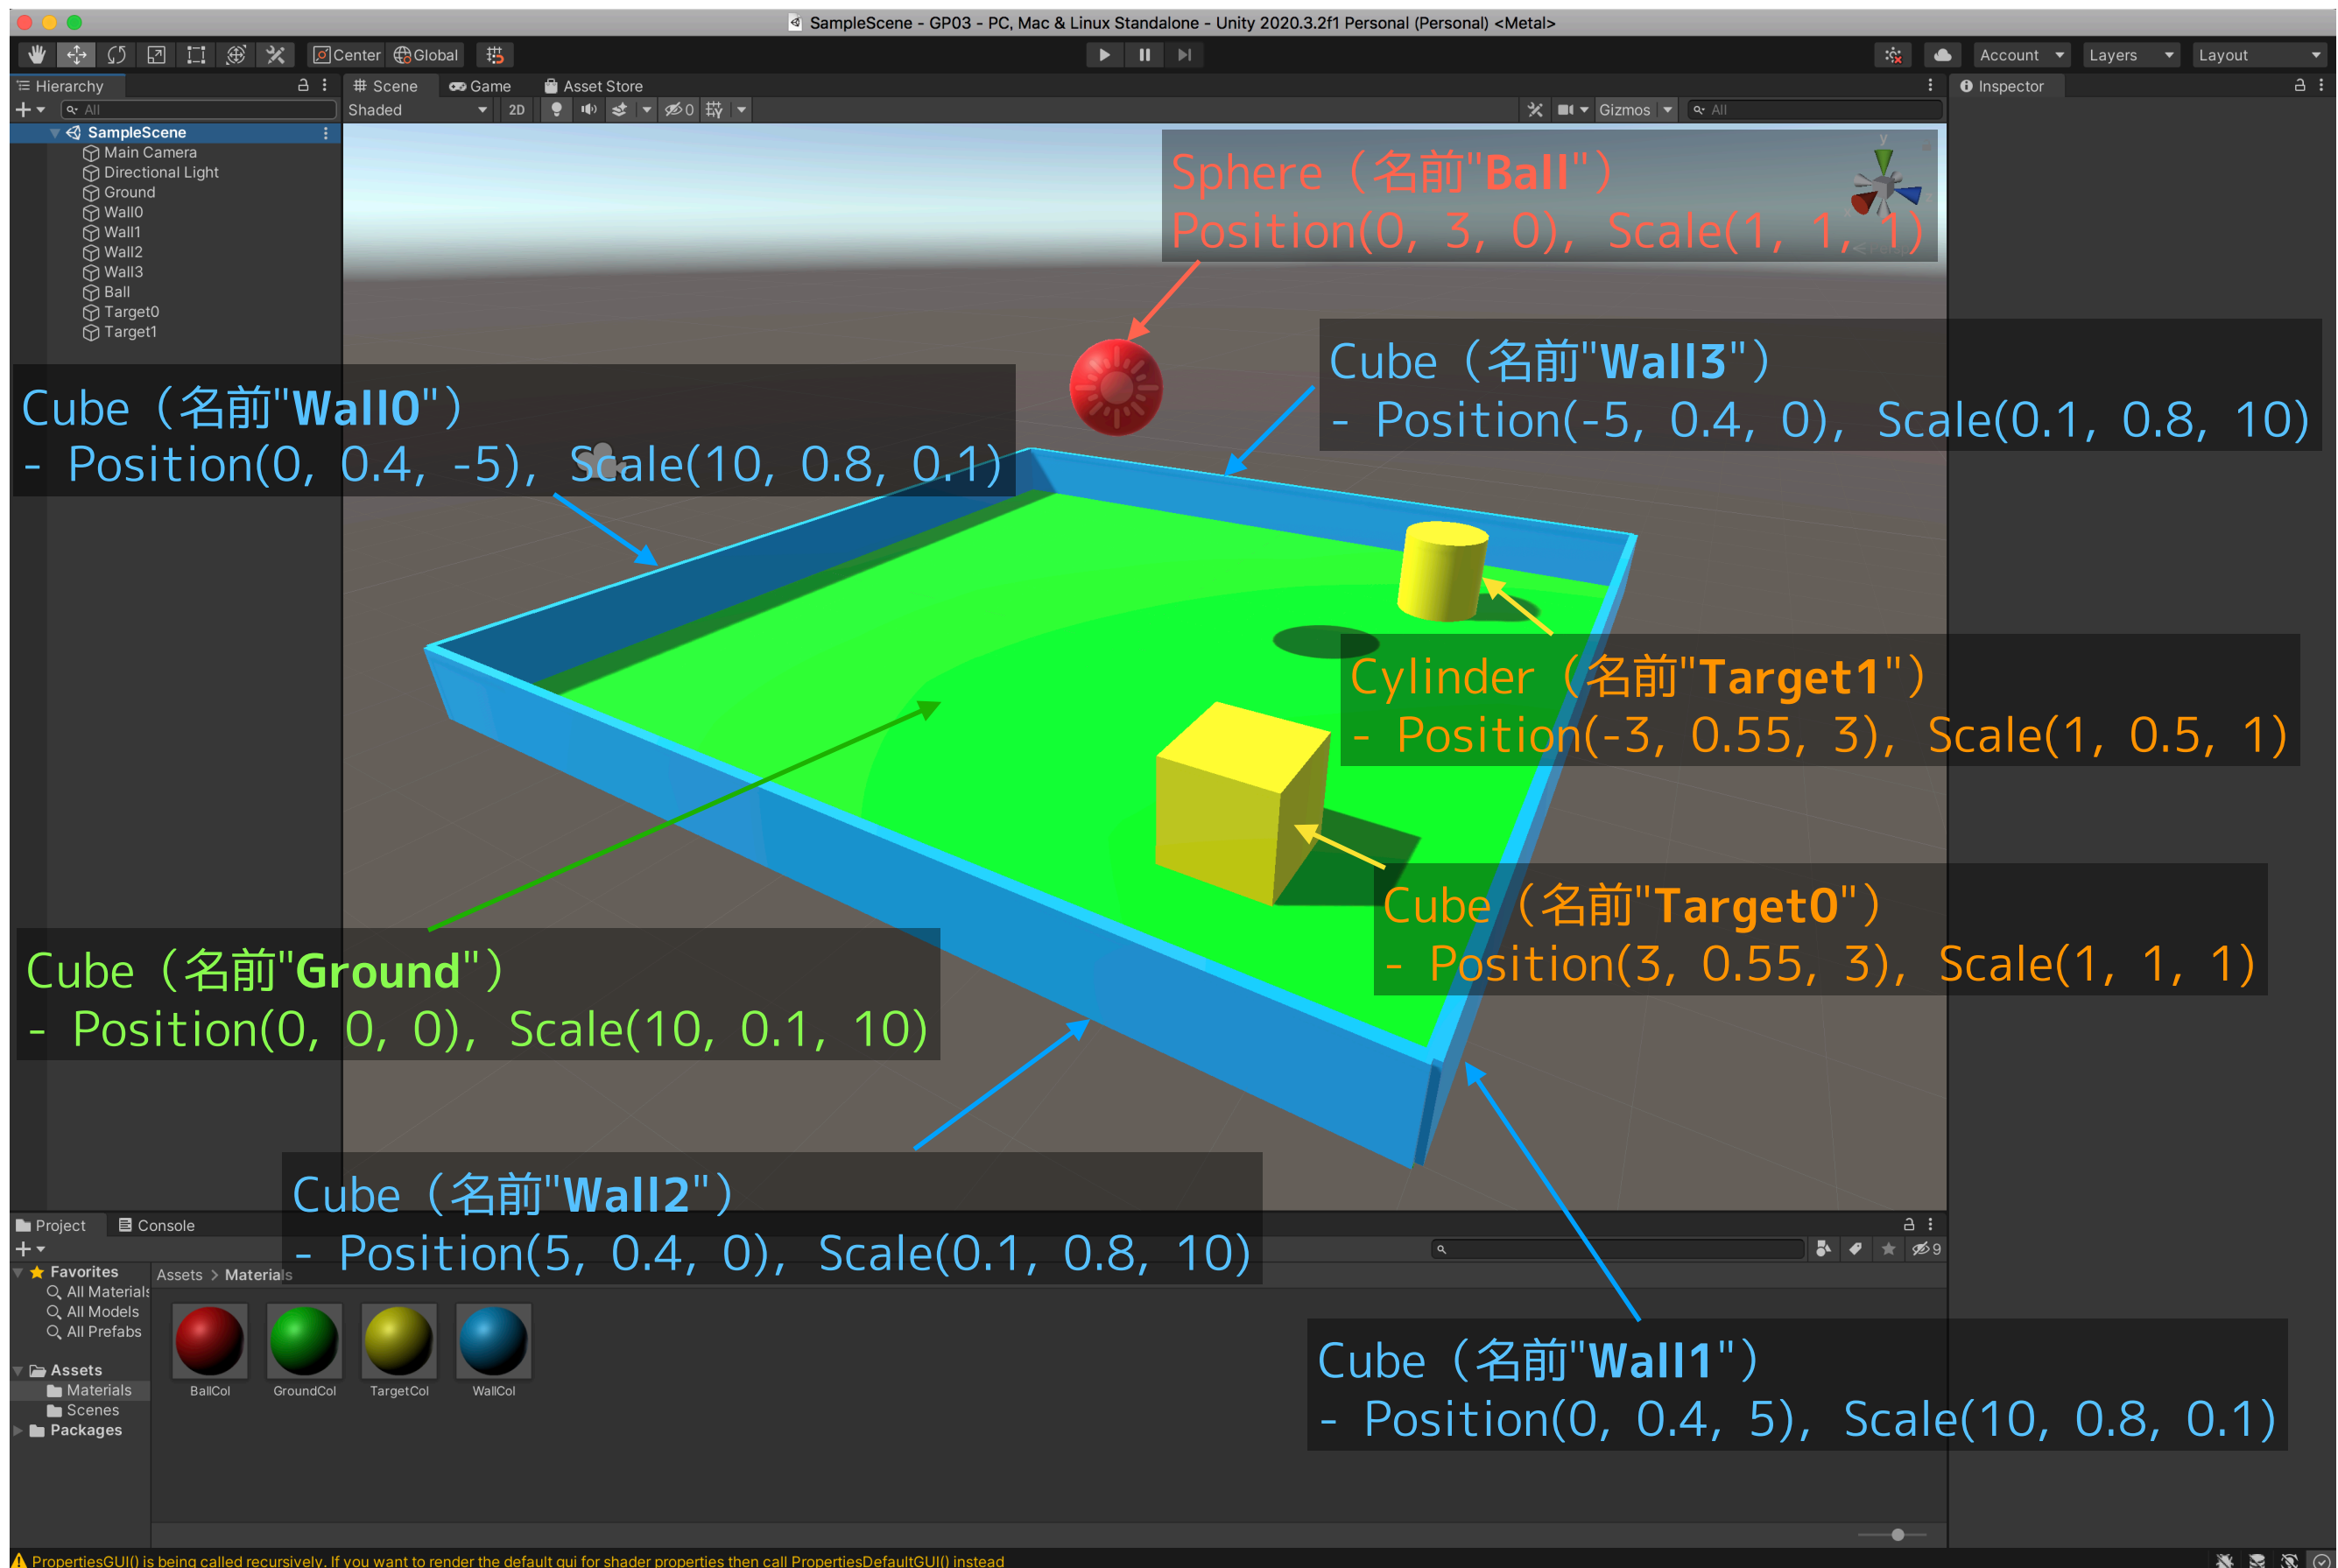 SampleScene - GP03 - PC, Mac & Linux Standalone - Unity 2020.3.2f1 Personal (Personal) <Metal>
Center Global Account Layers Layout
Hierarchy Scene Game Asset Store Inspector
All Shaded 2D 0 Gizmos All
SampleScene
Main Camera
Directional Light
Ground
Wall0
Wall1
Wall2
Wall3
Ball
Target0
Target1
y
Sphere（名前"Ball"）
Position(0, 3, 0), Scale(1, 1, 1)
Cube（名前"Wall3"）
- Position(-5, 0.4, 0), Scale(0.1, 0.8, 10)
Cube（名前"Wall0"）
- Position(0, 0.4, -5), Scale(10, 0.8, 0.1)
Cylinder（名前"Target1"）
- Position(-3, 0.55, 3), Scale(1, 0.5, 1)
Cube（名前"Target0"）
- Position(3, 0.55, 3), Scale(1, 1, 1)
Cube（名前"Ground"）
- Position(0, 0, 0), Scale(10, 0.1, 10)
Cube（名前"Wall2"）
- Position(5, 0.4, 0), Scale(0.1, 0.8, 10)
Cube（名前"Wall1"）
- Position(0, 0.4, 5), Scale(10, 0.8, 0.1)
Project Console
9
Favorites
All Materials
All Models
All Prefabs
Assets
Materials
Scenes
Packages
Assets > Materials
BallCol GroundCol TargetCol WallCol
PropertiesGUI() is being called recursively. If you want to render the default gui for shader properties then call PropertiesDefaultGUI() instead